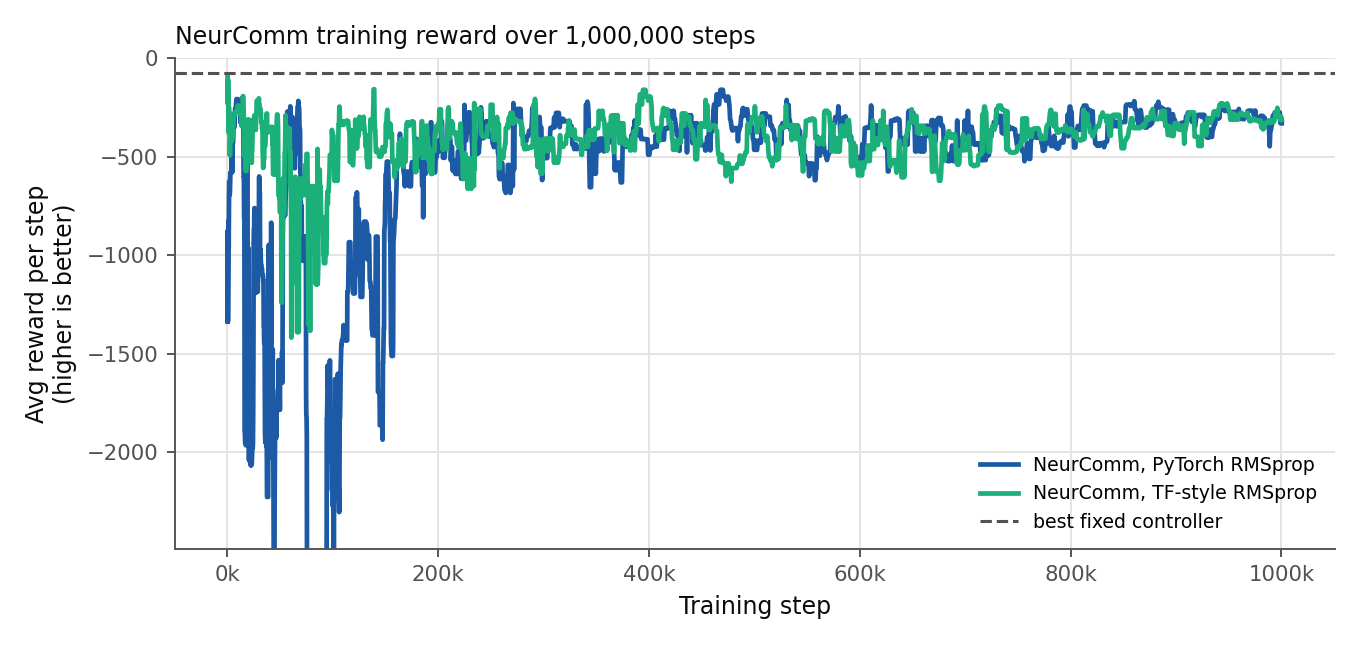 NeurComm training reward over 1,000,000 steps
Avg reward per step
(higher is better)
0
−500
−1000
−1500
−2000
0k
200k
400k
600k
800k
1000k
Training step
NeurComm, PyTorch RMSprop
NeurComm, TF-style RMSprop
best fixed controller